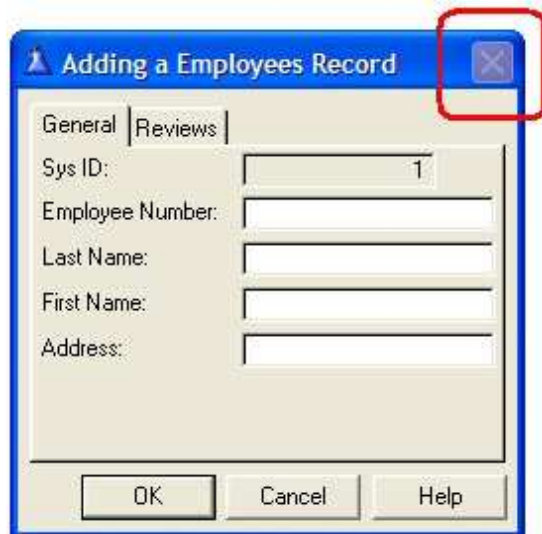 Adding a Employees Record
General Reviews
Sys ID: 1
Employee Number:
Last Name:
First Name:
Address:
OK Cancel Help